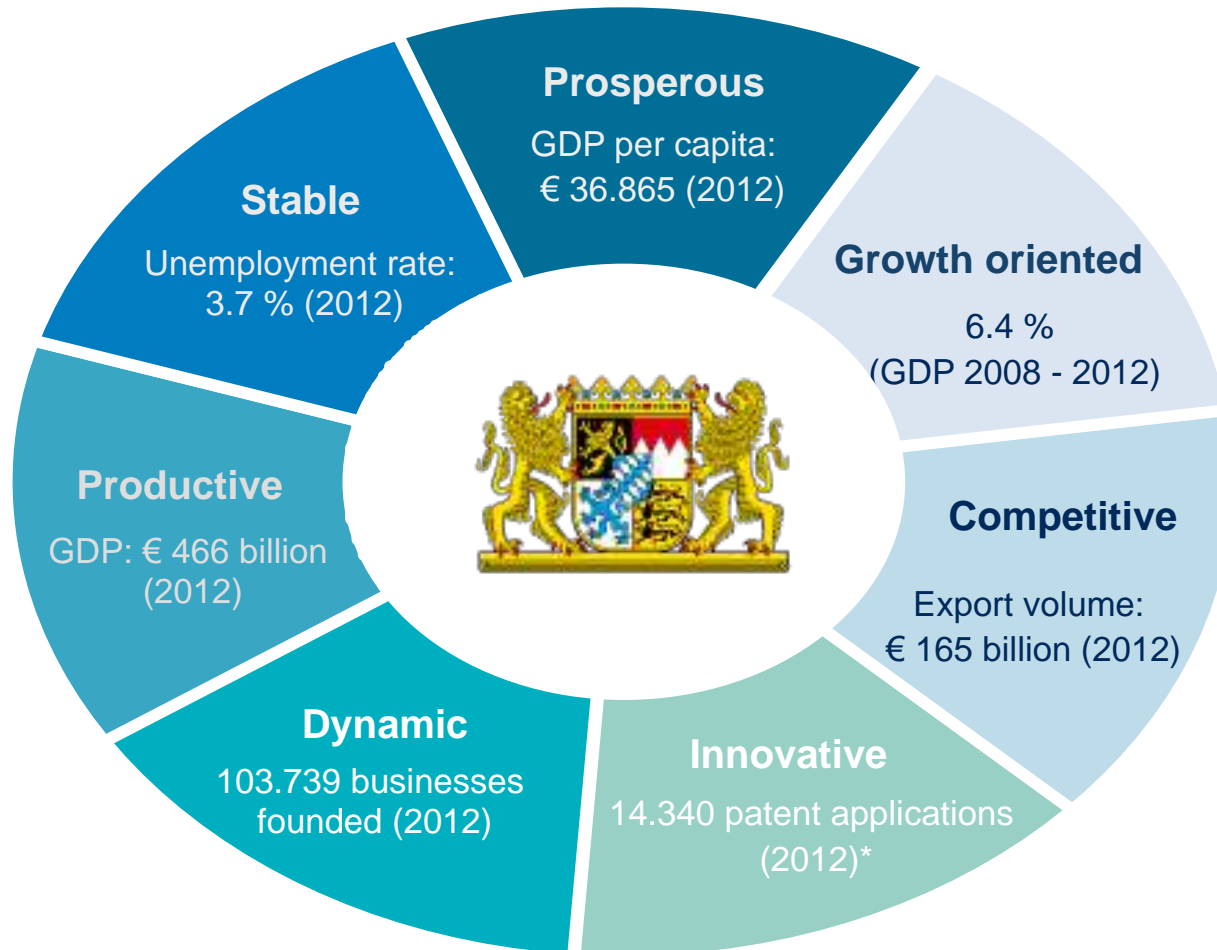 Prosperous
GDP per capita:
€ 36.865 (2012)
Growth oriented
6.4 %
(GDP 2008 - 2012)
Competitive
Export volume:
€ 165 billion (2012)
Innovative
14.340 patent applications
(2012)*
Dynamic
103.739 businesses
founded (2012)
Productive
GDP: € 466 billion
(2012)
Stable
Unemployment rate:
3.7 % (2012)